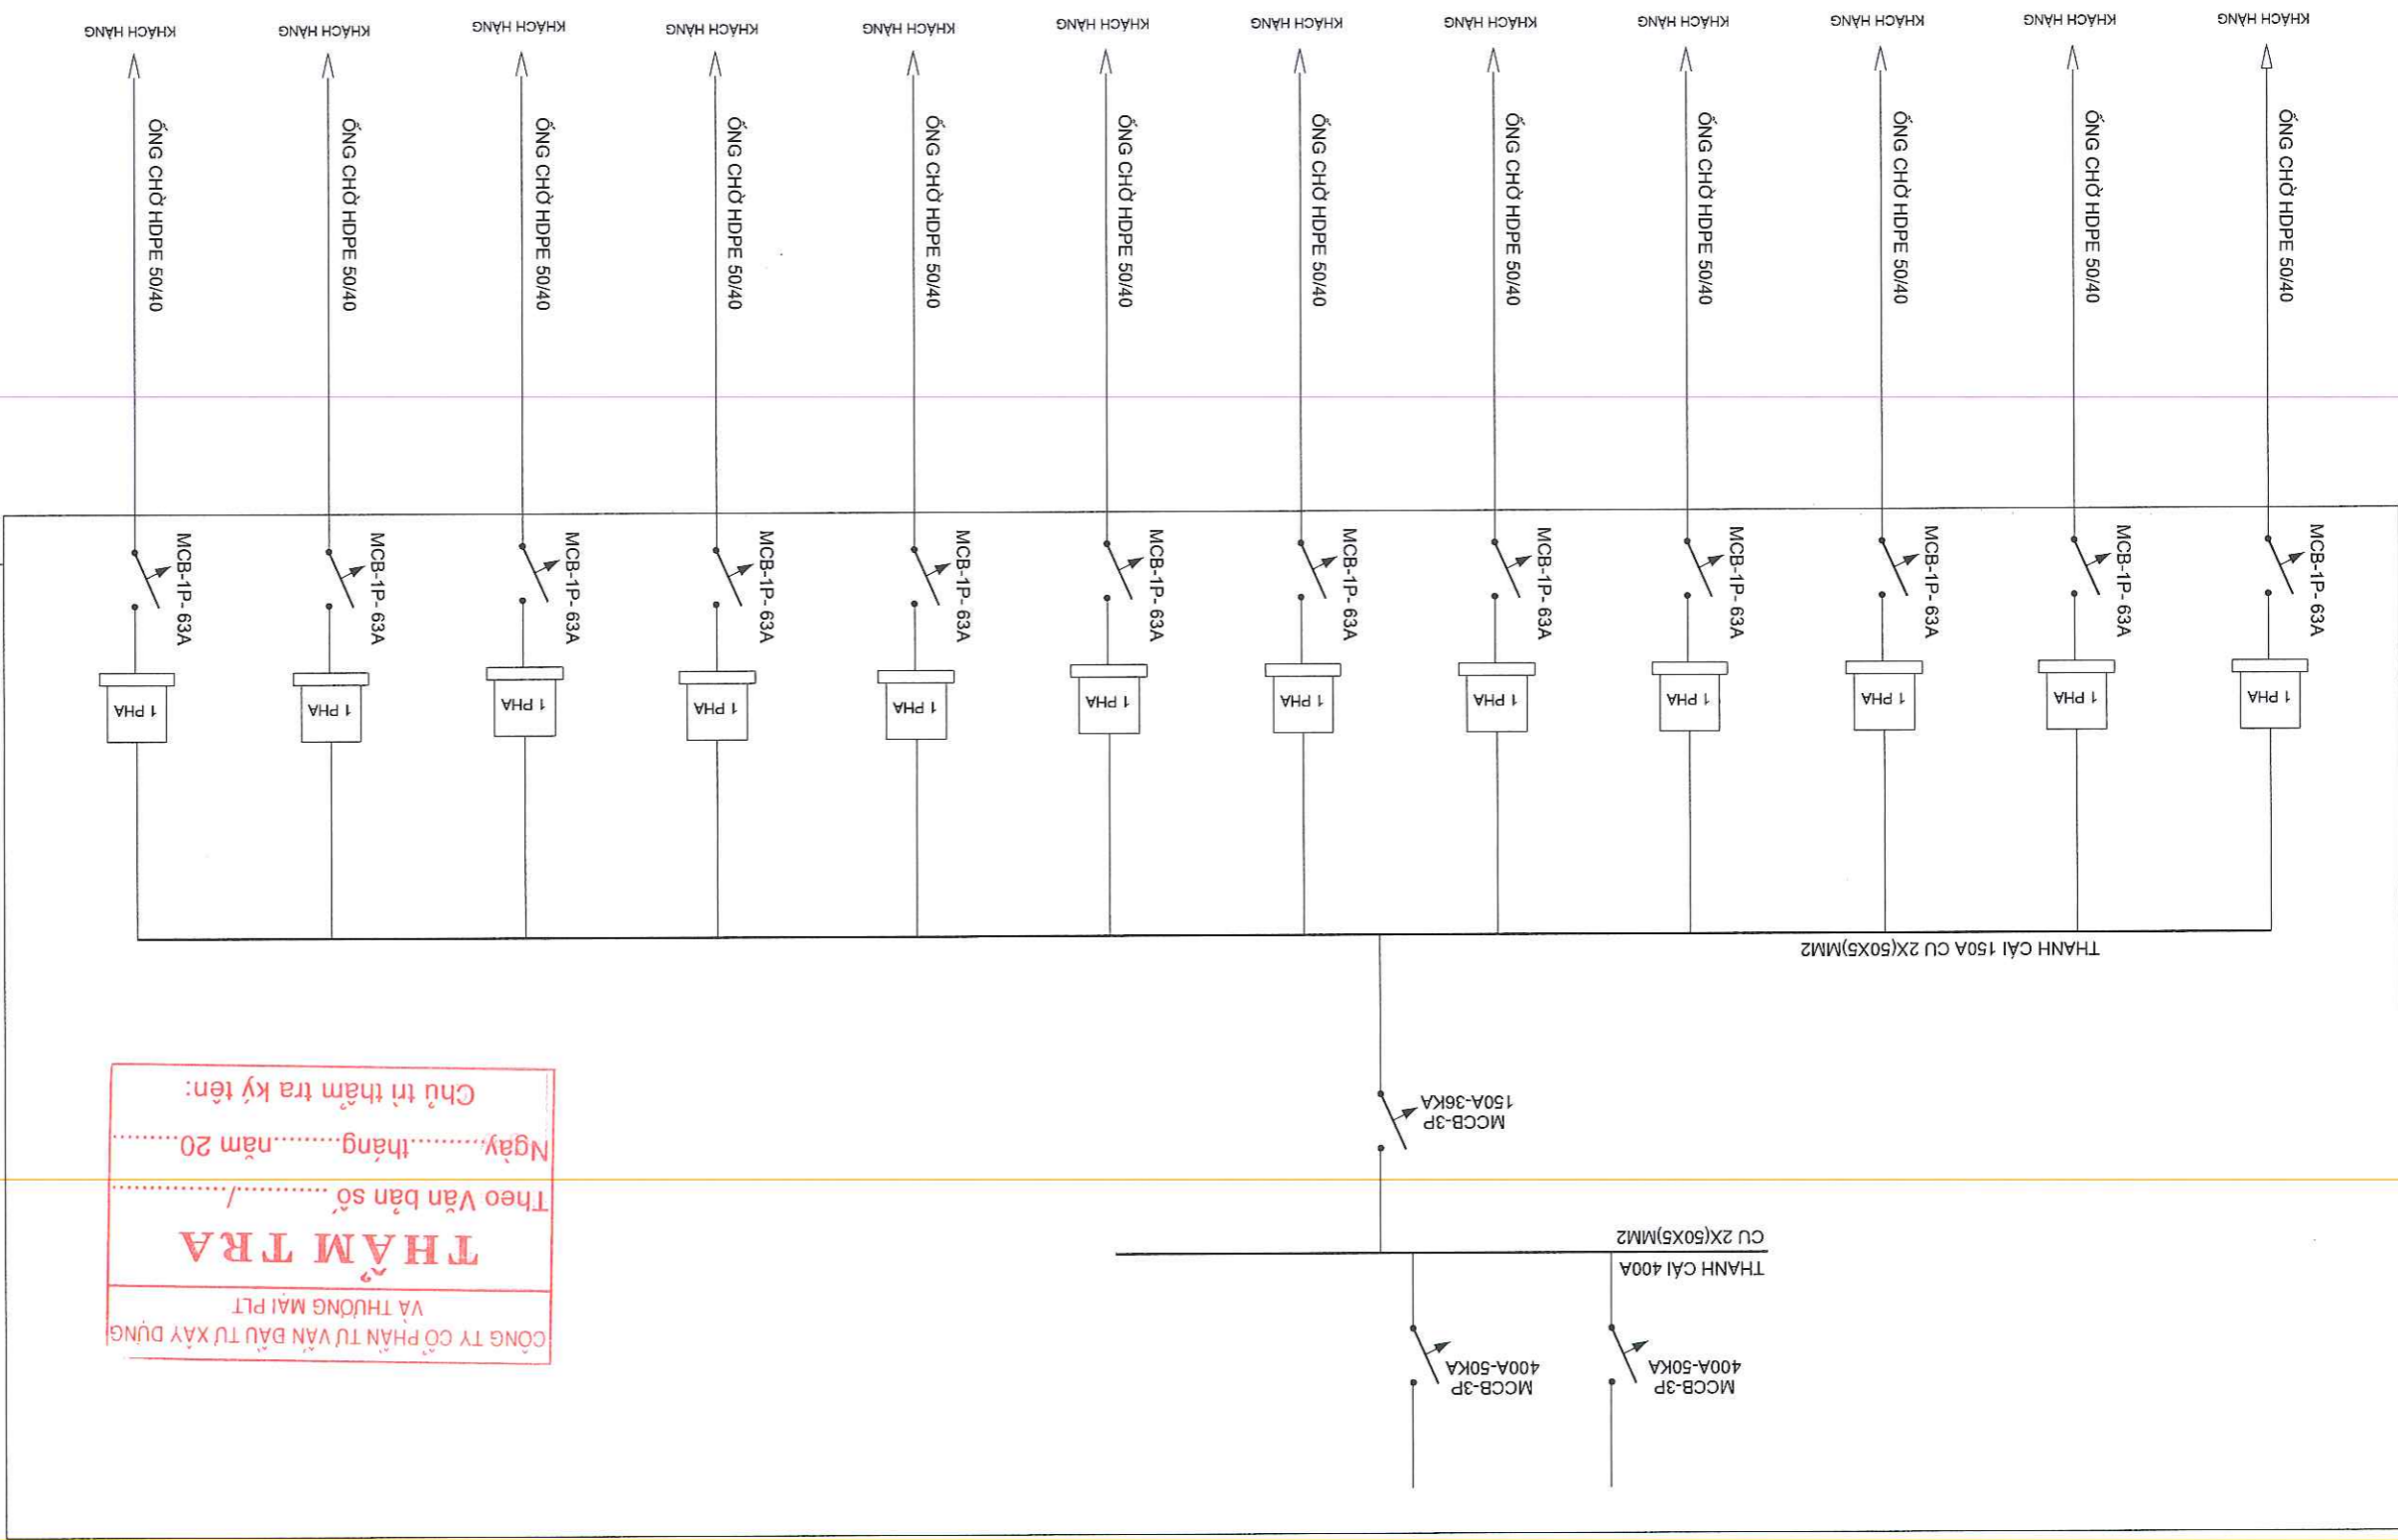 MCCB-3P
400A-50KA
MCCB-3P
400A-50KA
THANH CÁI 400A
CU 2X(50X5)MM2
MCCB-3P
150A-36KA
THANH CÁI 150A CU 2X(50X5)MM2
1 PHA
1 PHA
1 PHA
1 PHA
1 PHA
1 PHA
1 PHA
1 PHA
1 PHA
1 PHA
1 PHA
1 PHA
MCB-1P- 63A
MCB-1P- 63A
MCB-1P- 63A
MCB-1P- 63A
MCB-1P- 63A
MCB-1P- 63A
MCB-1P- 63A
MCB-1P- 63A
MCB-1P- 63A
MCB-1P- 63A
MCB-1P- 63A
MCB-1P- 63A
ỐNG CHỜ HDPE 50/40
ỐNG CHỜ HDPE 50/40
ỐNG CHỜ HDPE 50/40
ỐNG CHỜ HDPE 50/40
ỐNG CHỜ HDPE 50/40
ỐNG CHỜ HDPE 50/40
ỐNG CHỜ HDPE 50/40
ỐNG CHỜ HDPE 50/40
ỐNG CHỜ HDPE 50/40
ỐNG CHỜ HDPE 50/40
ỐNG CHỜ HDPE 50/40
ỐNG CHỜ HDPE 50/40
KHÁCH HÀNG
KHÁCH HÀNG
KHÁCH HÀNG
KHÁCH HÀNG
KHÁCH HÀNG
KHÁCH HÀNG
KHÁCH HÀNG
KHÁCH HÀNG
KHÁCH HÀNG
KHÁCH HÀNG
KHÁCH HÀNG
KHÁCH HÀNG
CÔNG TY CỔ PHẦN TƯ VẤN ĐẦU TƯ XÂY DỰNG
VÀ THƯƠNG MẠI PLT
THẨM TRA
Theo Văn bản số ............/...............
Ngày..........tháng..........năm 20.........
Chủ trì thẩm tra ký tên: